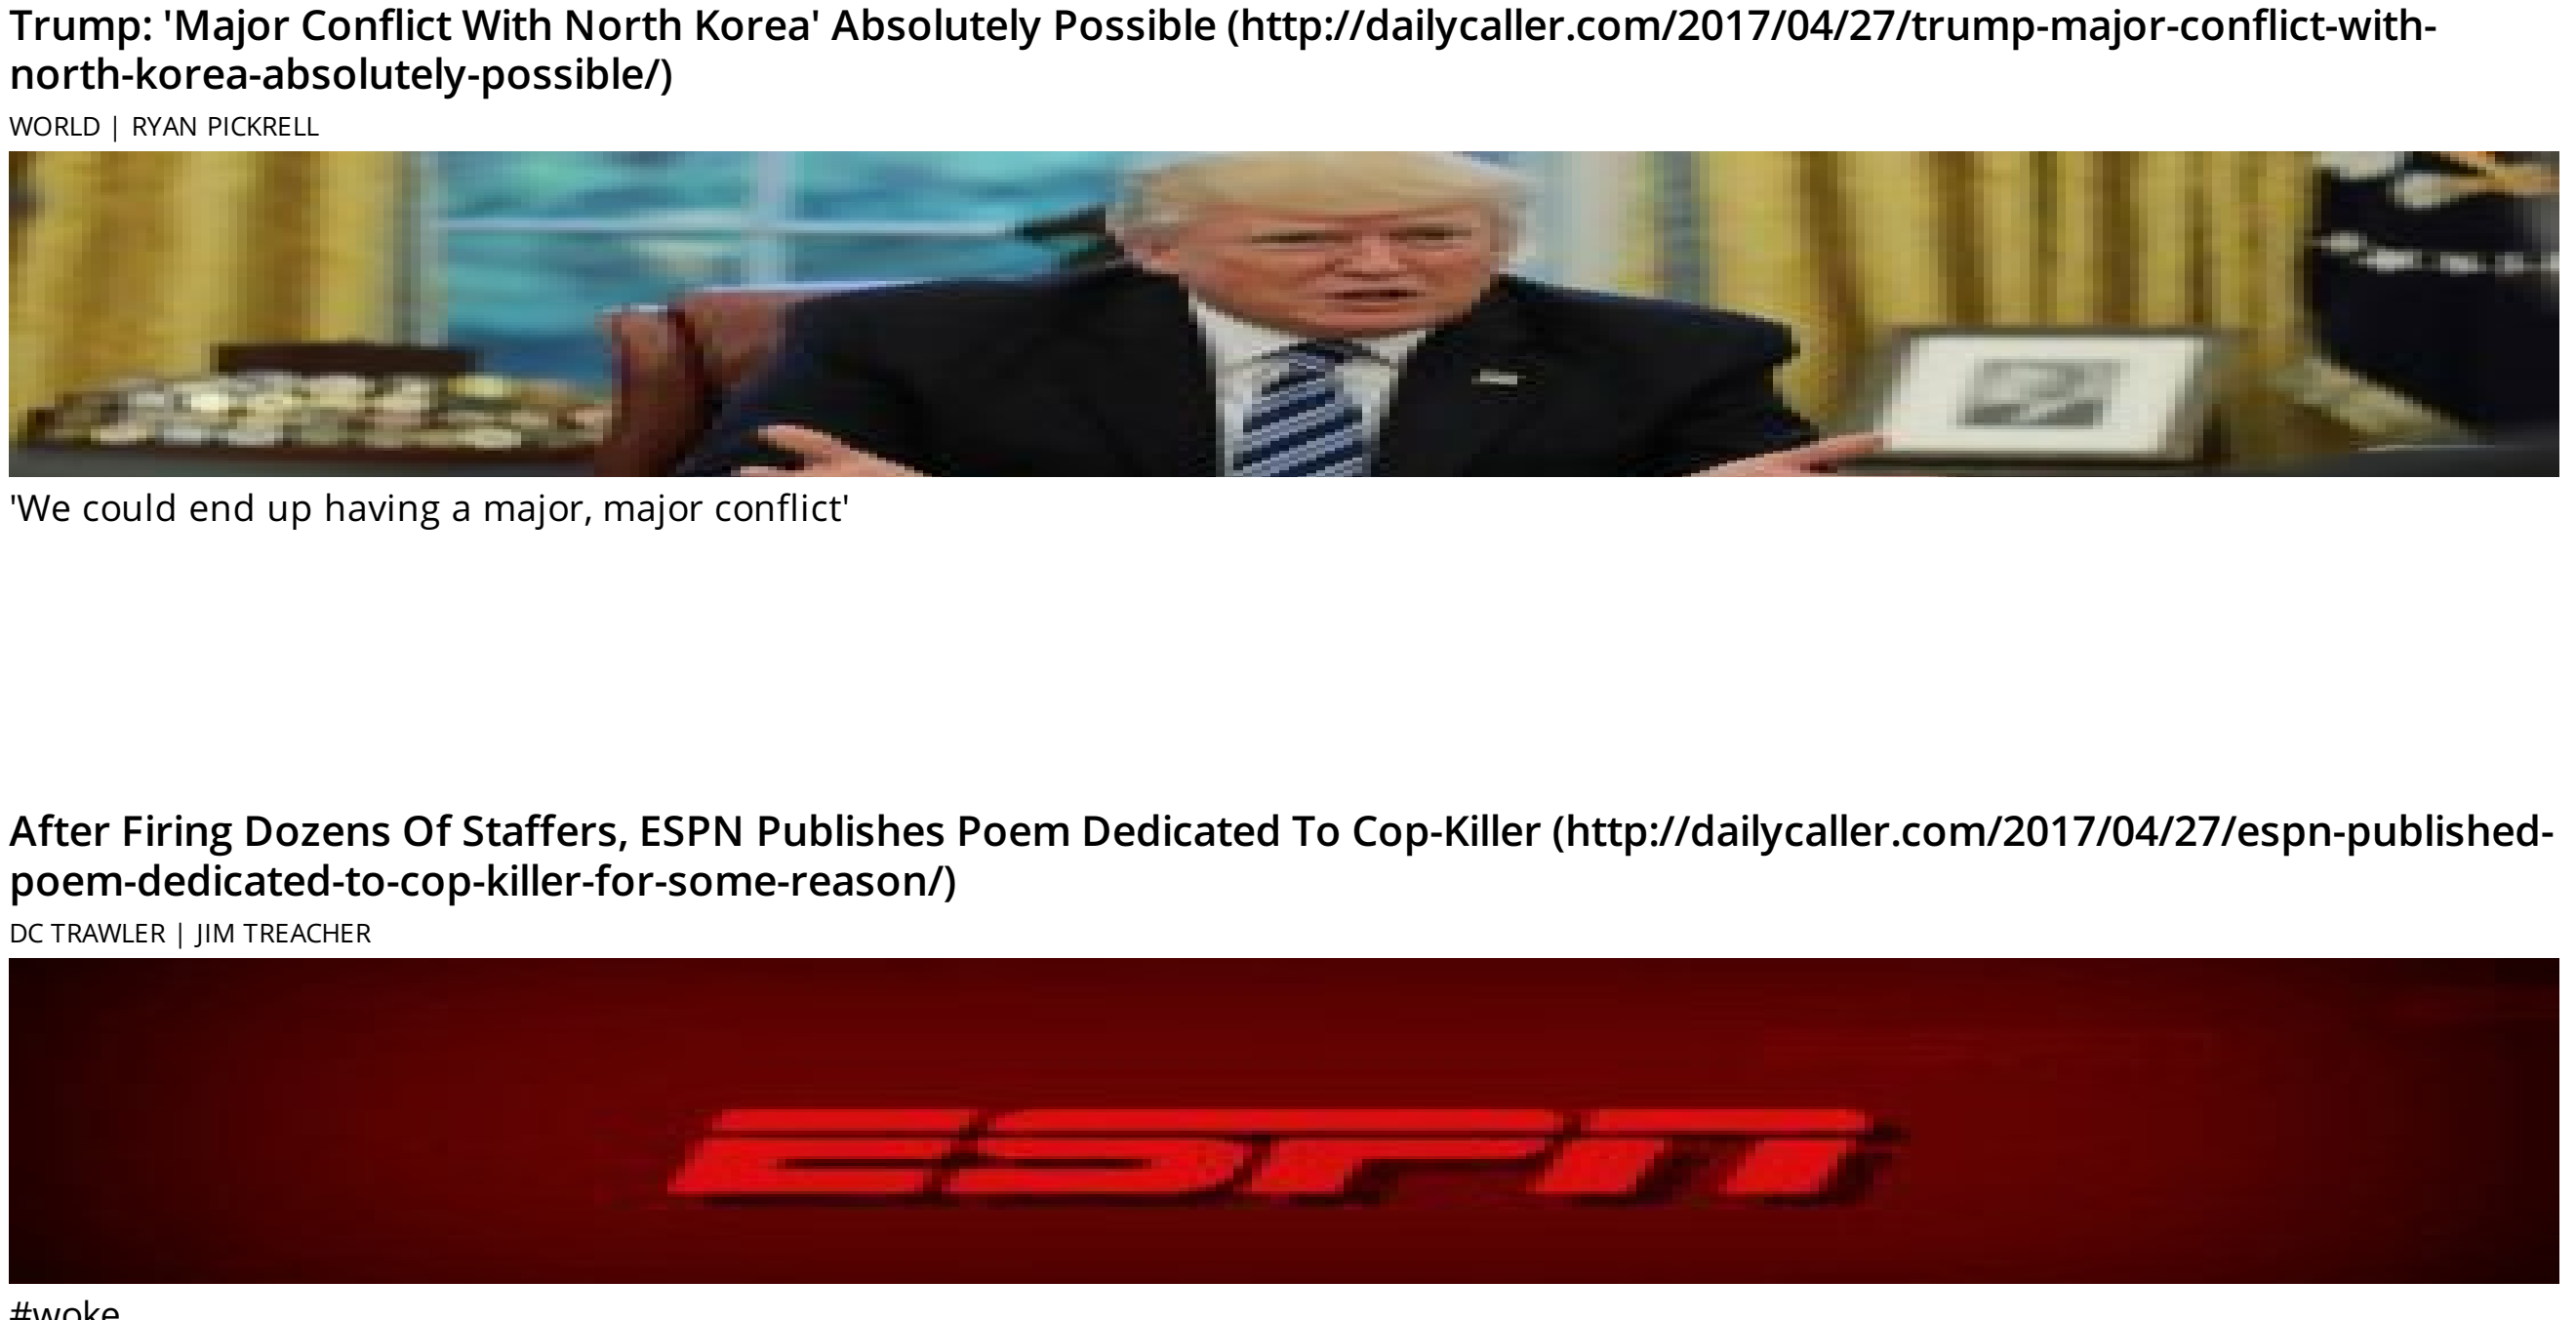 Trump: 'Major Conflict With North Korea' Absolutely Possible (http://dailycaller.com/2017/04/27/trump-major-conflict-with-
north-korea-absolutely-possible/)
WORLD | RYAN PICKRELL
'We could end up having a major, major conflict'
After Firing Dozens Of Staffers, ESPN Publishes Poem Dedicated To Cop-Killer (http://dailycaller.com/2017/04/27/espn-published-
poem-dedicated-to-cop-killer-for-some-reason/)
DC TRAWLER | JIM TREACHER
ESPN
#woke